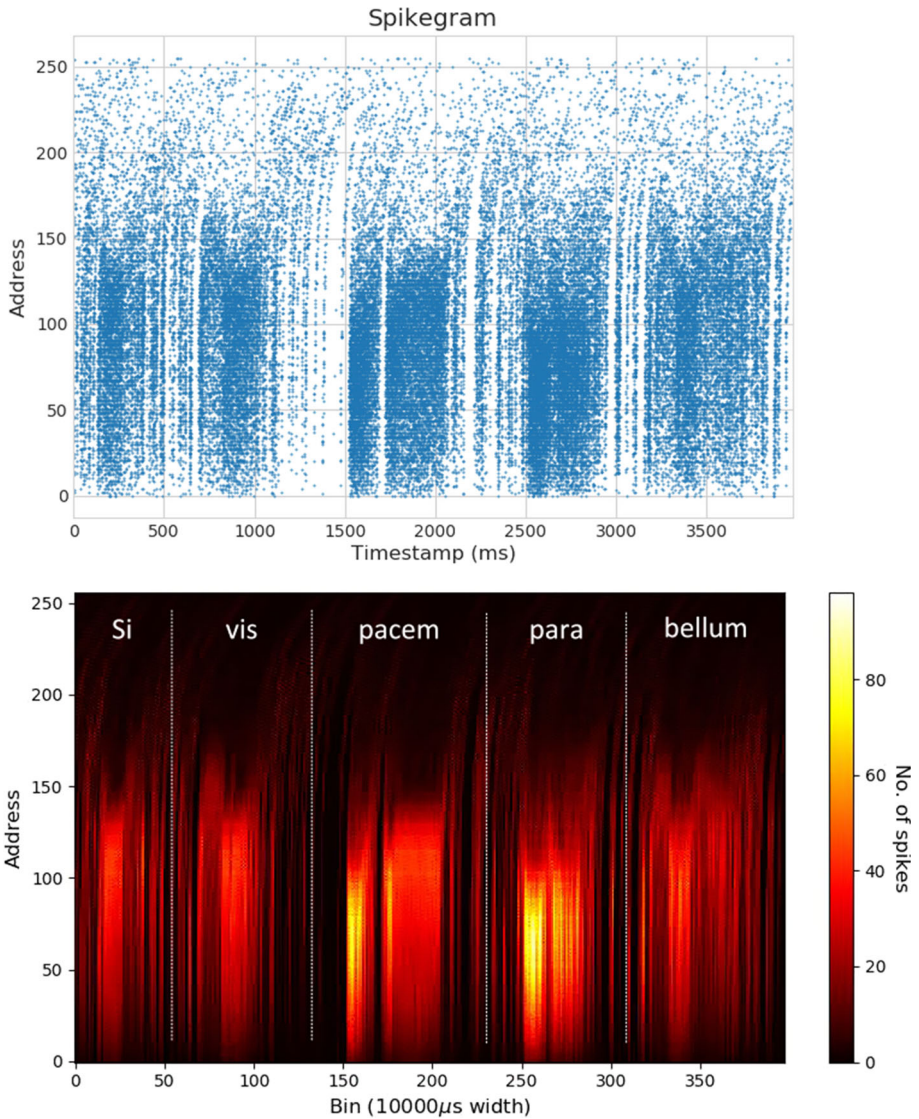 Spikegram
250
200
150
100
50
0
Address
0 500 1000 1500 2000 2500 3000 3500
Timestamp (ms)
Si vis pacem para bellum
250
200
150
100
50
0
Address
0 50 100 150 200 250 300 350
Bin (10000μs width)
80
60
40
20
0
No. of spikes